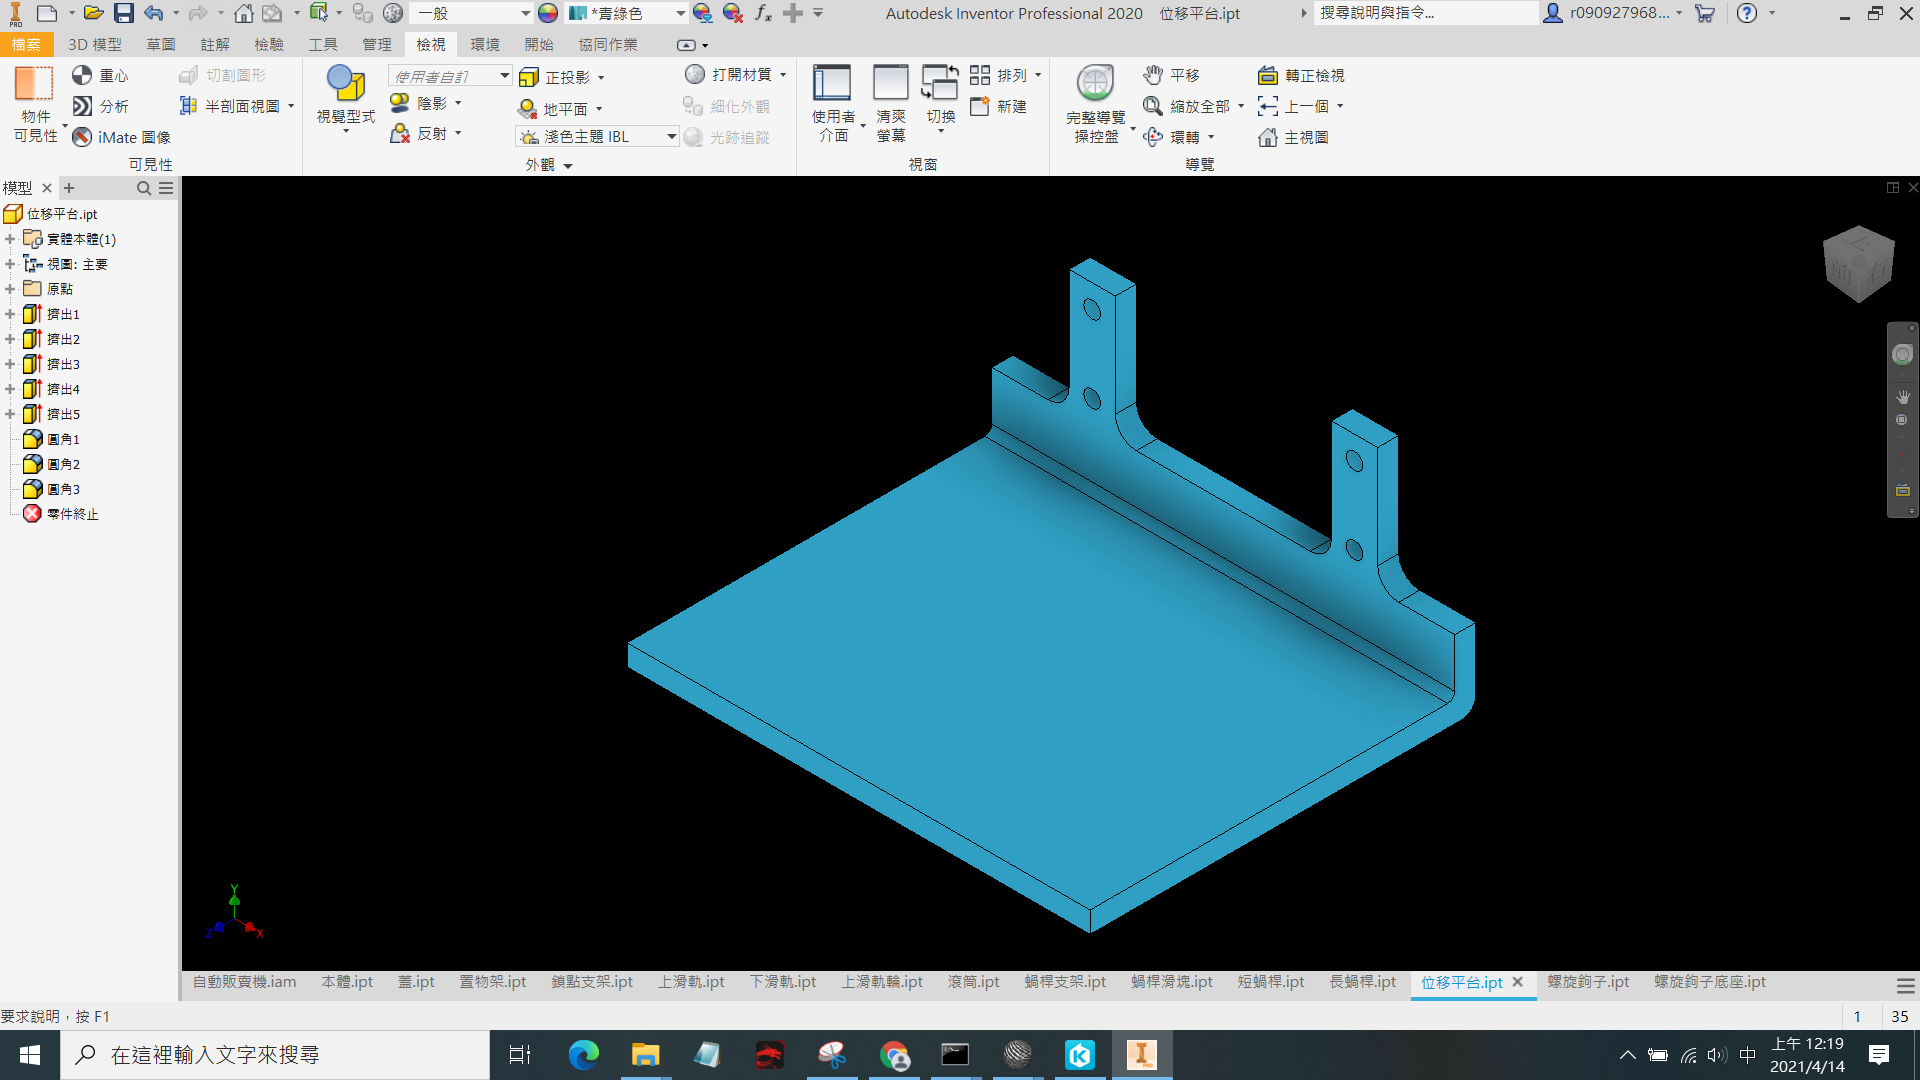 一般
*青綠色
Autodesk Inventor Professional 2020 位移平台.ipt
搜尋說明與指令...
r090927968...
檔案 3D 模型 草圖 註解 檢驗 工具 管理 檢視 環境 開始 協同作業
物件
可見性
重心
分析
iMate 圖像
切割圖形
半剖面視圖
可見性
視覺型式
使用者自訂
陰影
反射
正投影
地平面
淺色主題 IBL
打開材質
細化外觀
光跡追蹤
外觀
使用者
介面
清爽
螢幕
切換
排列
新建
視窗
完整導覽
操控盤
平移
縮放全部
環轉
轉正檢視
上一個
主視圖
導覽
模型
位移平台.ipt
實體本體(1)
視圖: 主要
原點
擠出1
擠出2
擠出3
擠出4
擠出5
圓角1
圓角2
圓角3
零件終止
上
前
右
Y
Z
X
自動販賣機.iam 本體.ipt 蓋.ipt 置物架.ipt 鎖點支架.ipt 上滑軌.ipt 下滑軌.ipt 上滑軌輪.ipt 滾筒.ipt 蝸桿支架.ipt 蝸桿滑塊.ipt 短蝸桿.ipt 長蝸桿.ipt 位移平台.ipt 螺旋鉤子.ipt 螺旋鉤子底座.ipt
要求說明，按 F1
1 35
在這裡輸入文字來搜尋
中
上午 12:19
2021/4/14